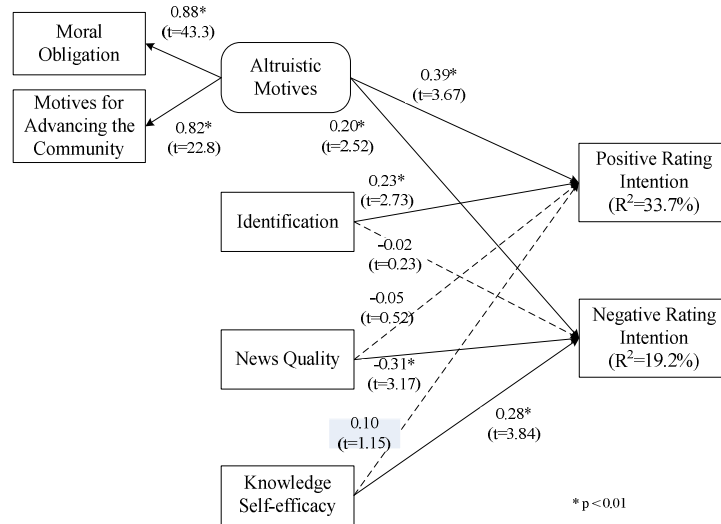 Moral
Obligation
0.88*
(t=43.3)
Altruistic
Motives
Motives for
Advancing the
Community
0.82*
(t=22.8)
0.39*
(t=3.67)
0.20*
(t=2.52)
Positive Rating
Intention
(R²=33.7%)
Identification
0.23*
(t=2.73)
-0.02
(t=0.23)
-0.05
(t=0.52)
News Quality
-0.31*
(t=3.17)
Negative Rating
Intention
(R²=19.2%)
0.10
(t=1.15)
0.28*
(t=3.84)
Knowledge
Self-efficacy
* p<0.01